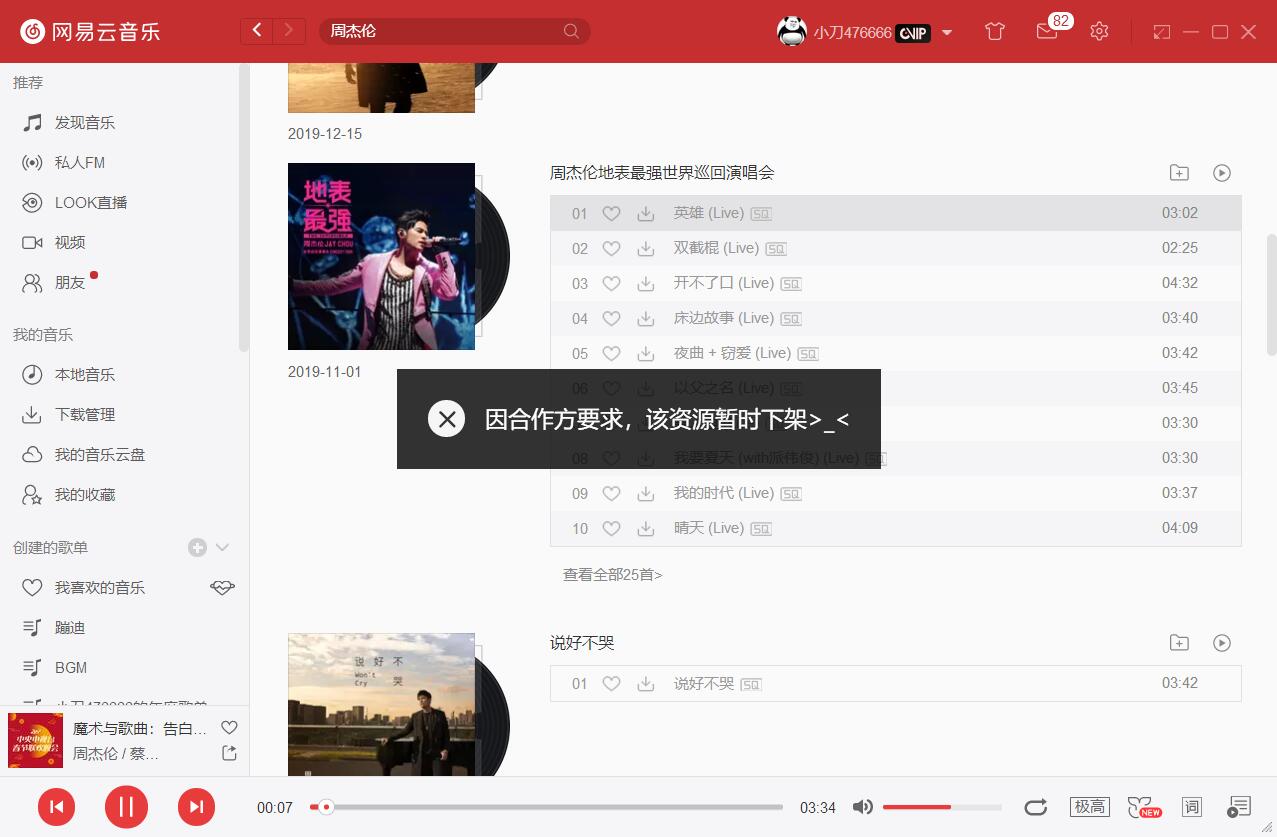 网易云音乐
周杰伦
小刀476666
VIP
82
推荐
发现音乐
私人FM
LOOK直播
视频
朋友
我的音乐
本地音乐
下载管理
我的音乐云盘
我的收藏
创建的歌单
我喜欢的音乐
蹦迪
BGM
2019-12-15
地表
最强
周杰伦 JAY CHOU
2019-11-01
周杰伦地表最强世界巡回演唱会
01 英雄 (Live) SQ 03:02
02 双截棍 (Live) SQ 02:25
03 开不了口 (Live) SQ 04:32
04 床边故事 (Live) SQ 03:40
05 夜曲 + 窃爱 (Live) SQ 03:42
06 以父之名 (Live) SQ 03:45
03:30
08 我要夏天 (with派伟俊) (Live) SQ 03:30
09 我的时代 (Live) SQ 03:37
10 晴天 (Live) SQ 04:09
因合作方要求，该资源暂时下架>_<
查看全部25首>
说好不
Won't
Cry 哭
说好不哭
01 说好不哭 SQ 03:42
魔术与歌曲：告白...
周杰伦 / 蔡...
00:07
03:34
极高
NEW
词